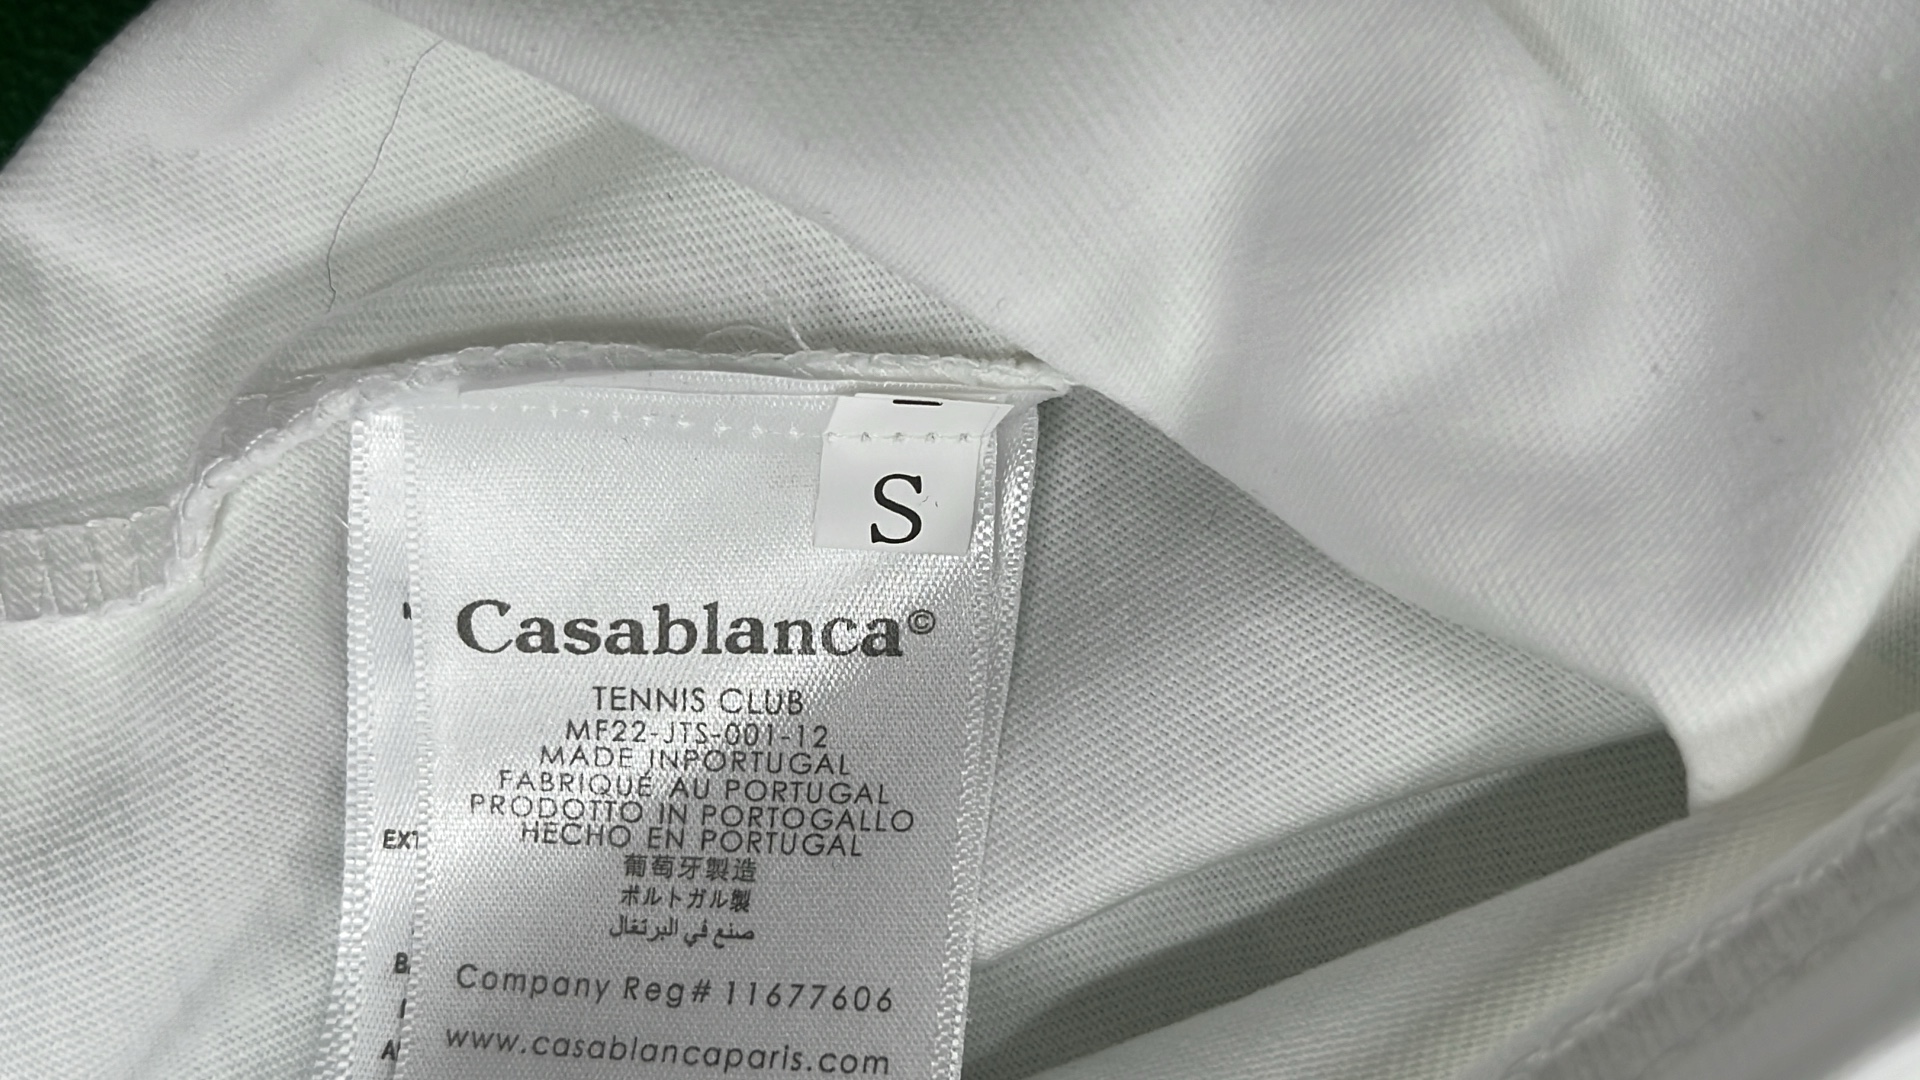 S
Casablanca©
TENNIS CLUB
MF22-JTS-001-12
MADE INPORTUGAL
FABRIQUÉ AU PORTUGAL
PRODOTTO IN PORTOGALLO
HECHO EN PORTUGAL
葡萄牙製造
ポルトガル製
صنع في البرتغال
EXT
Company Reg# 11677606
www.casablancaparis.com